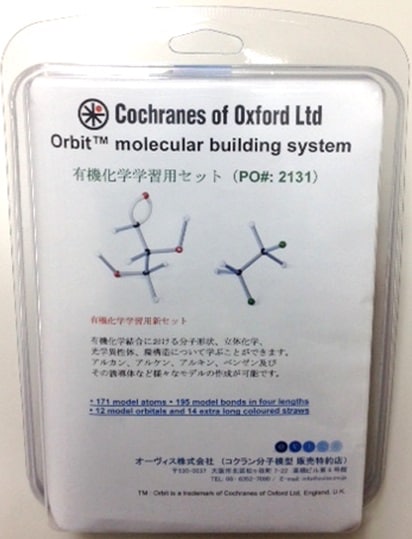 Cochranes of Oxford Ltd
Orbit™ molecular building system
有機化学学習用セット (PO#: 2131)
有機化学学習用新セット
有機化学結合における分子形状、立体化学、
光学異性体、環構造について学ぶことができます。
アルカン、アルケン、アルキン、ベンゼン及び
その誘導体など様々なモデルの作成が可能です。
• 171 model atoms • 195 model bonds in four lengths
• 12 model orbitals and 14 extra long coloured straws
オーヴィス株式会社 (コクラン分子模型 販売特約店)
TEL: 06-6352-7090 / E-mail:
TM: Orbit is a trademark of Cochranes of Oxford Ltd, England, U.K.